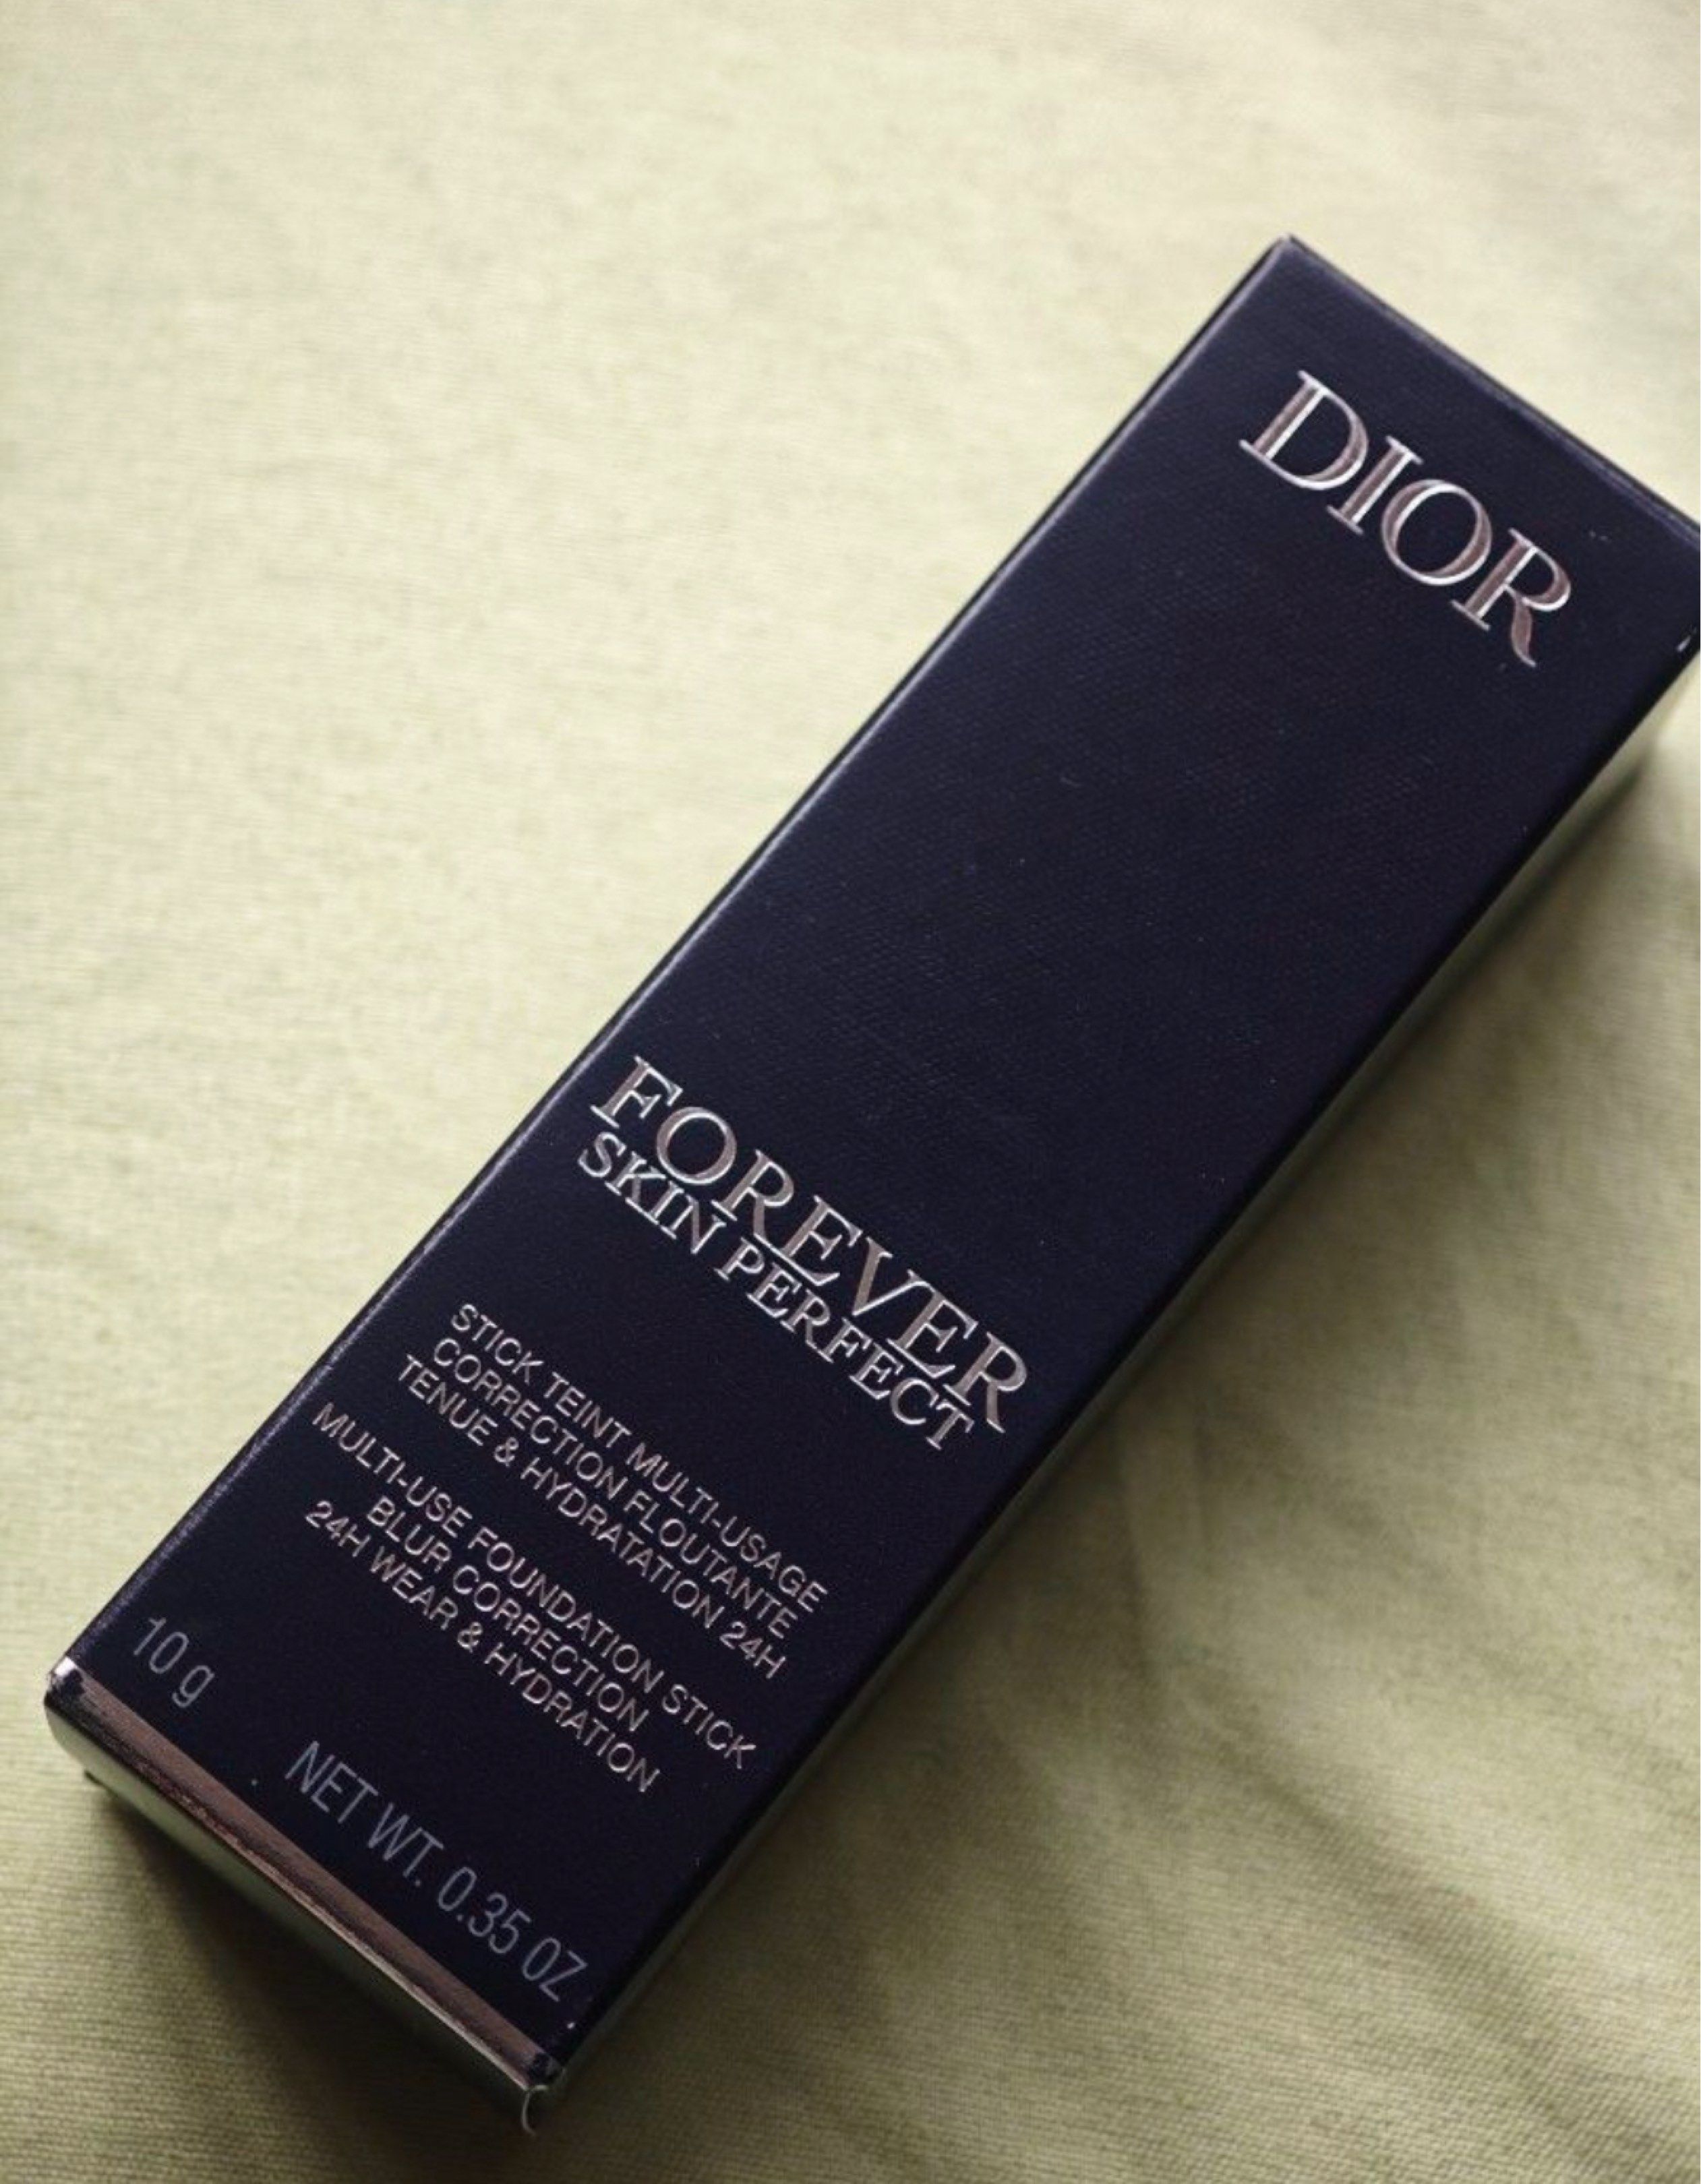 DIOR
FOREVER
SKIN PERFECT
STICK TEINT MULTI-USAGE
CORRECTION FLOUTANTE
TENUE & HYDRATATION 24H
MULTI-USE FOUNDATION STICK
BLUR CORRECTION
24H WEAR & HYDRATION
10 g
NET WT. 0.35 OZ